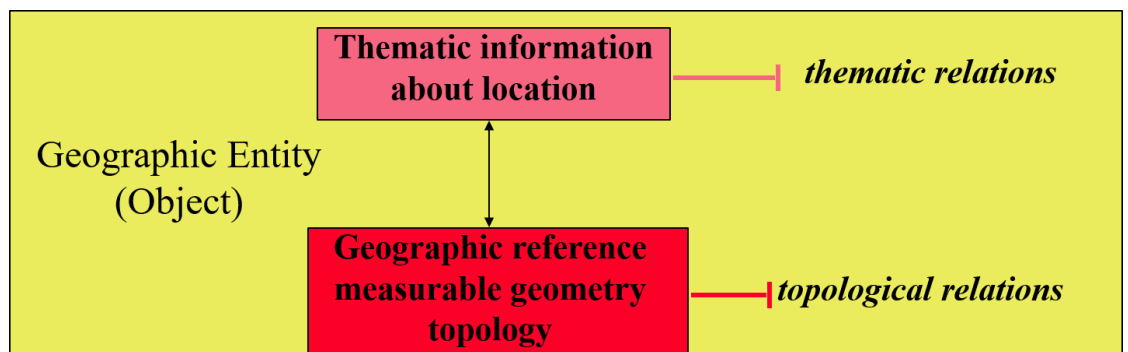 Thematic information
about location
thematic relations
Geographic Entity
(Object)
Geographic reference
measurable geometry
topology
topological relations